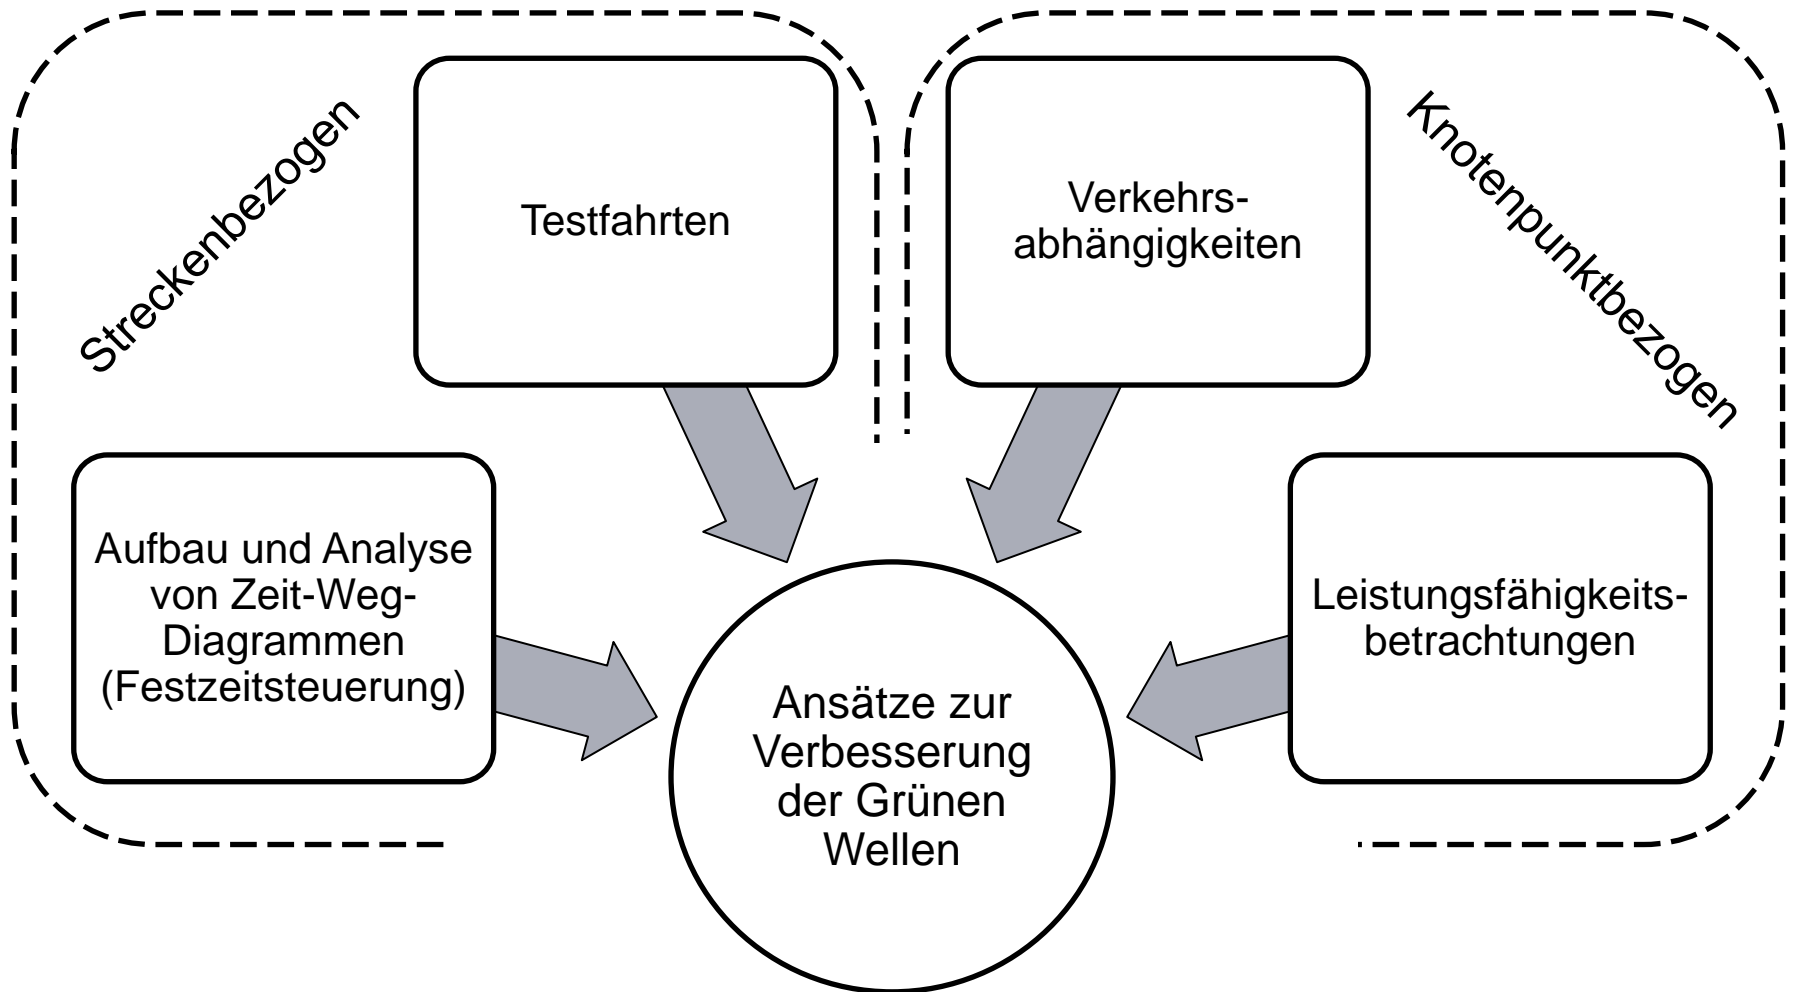 Streckenbezogen
Testfahrten
Verkehrs-
abhängigkeiten
Knotenpunktbezogen
Aufbau und Analyse
von Zeit-Weg-
Diagrammen
(Festzeitsteuerung)
Leistungsfähigkeits-
betrachtungen
Ansätze zur
Verbesserung
der Grünen
Wellen